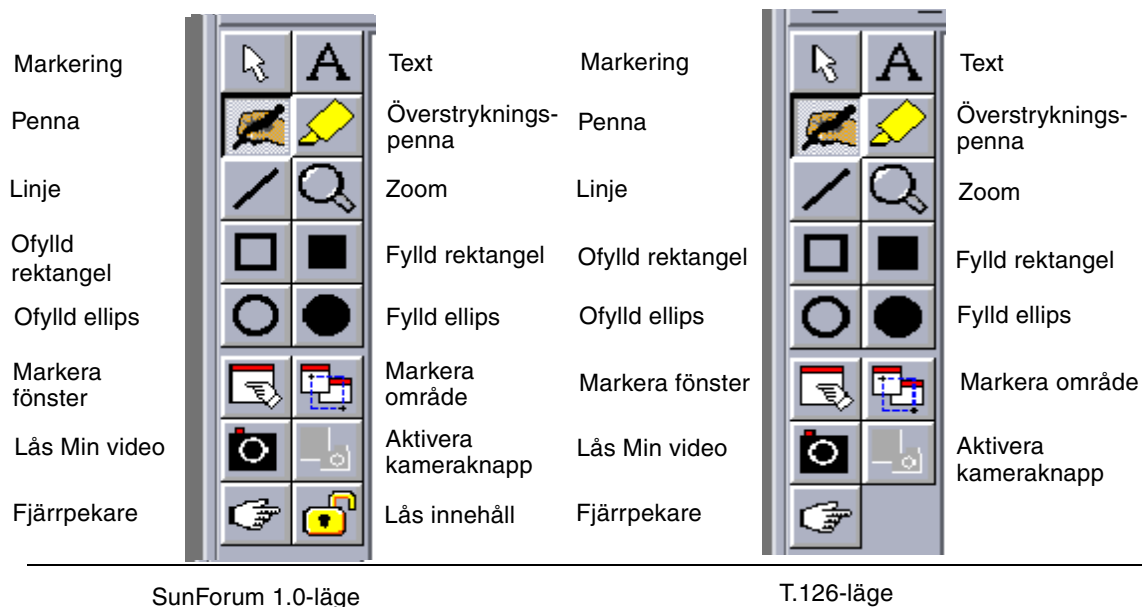 Markering
Text
Markering
Text
Penna
Överstryknings-
penna
Penna
Överstryknings-
penna
Linje
Zoom
Linje
Zoom
Ofylld
rektangel
Fylld rektangel
Ofylld rektangel
Fylld rektangel
Ofylld ellips
Fylld ellips
Ofylld ellips
Fylld ellips
Markera
fönster
Markera
område
Markera fönster
Markera område
Lås Min video
Aktivera
kameraknapp
Lås Min video
Aktivera
kameraknapp
Fjärrpekare
Lås innehåll
Fjärrpekare
SunForum 1.0-läge
T.126-läge